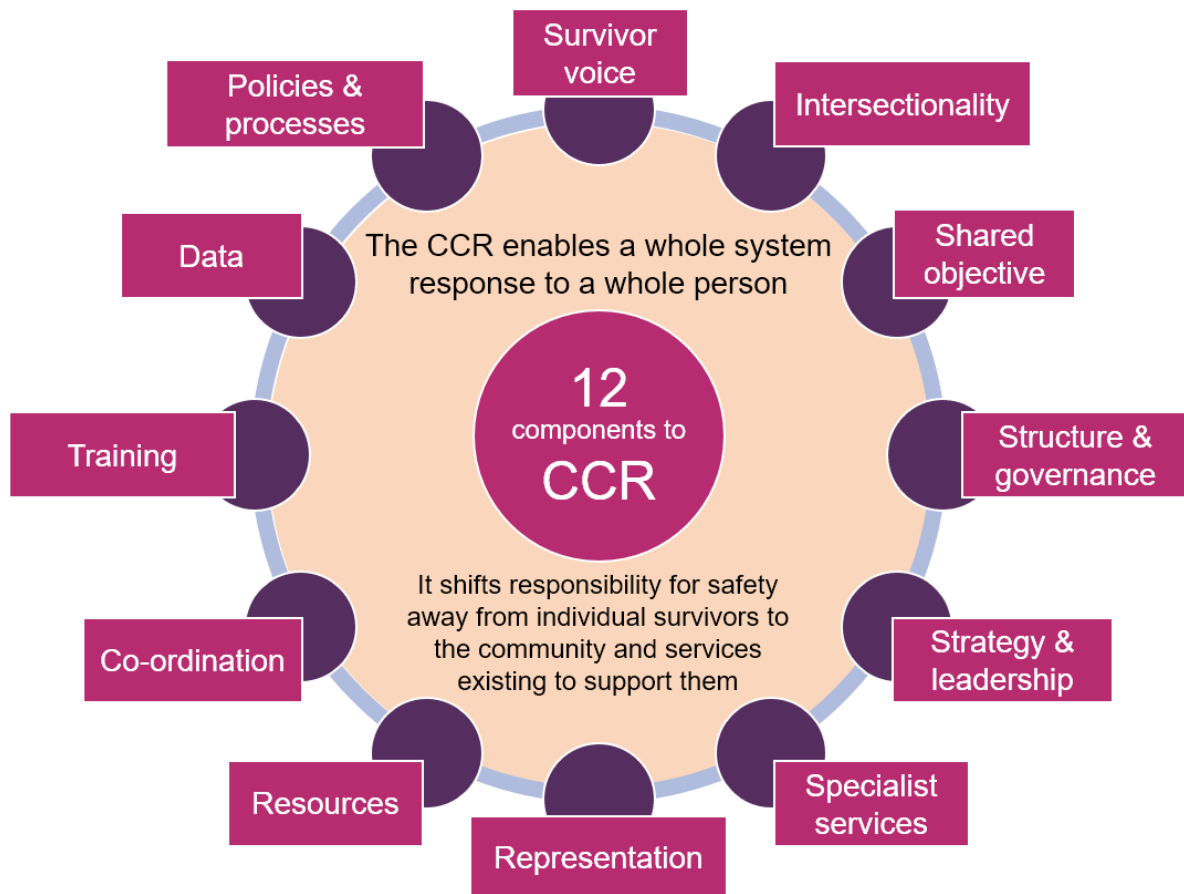 Survivor
voice
Intersectionality
Shared
objective
Structure &
governance
Strategy &
leadership
Specialist
services
Representation
Resources
Co-ordination
Training
Data
Policies &
processes
The CCR enables a whole system
response to a whole person
12
components to
CCR
It shifts responsibility for safety
away from individual survivors to
the community and services
existing to support them